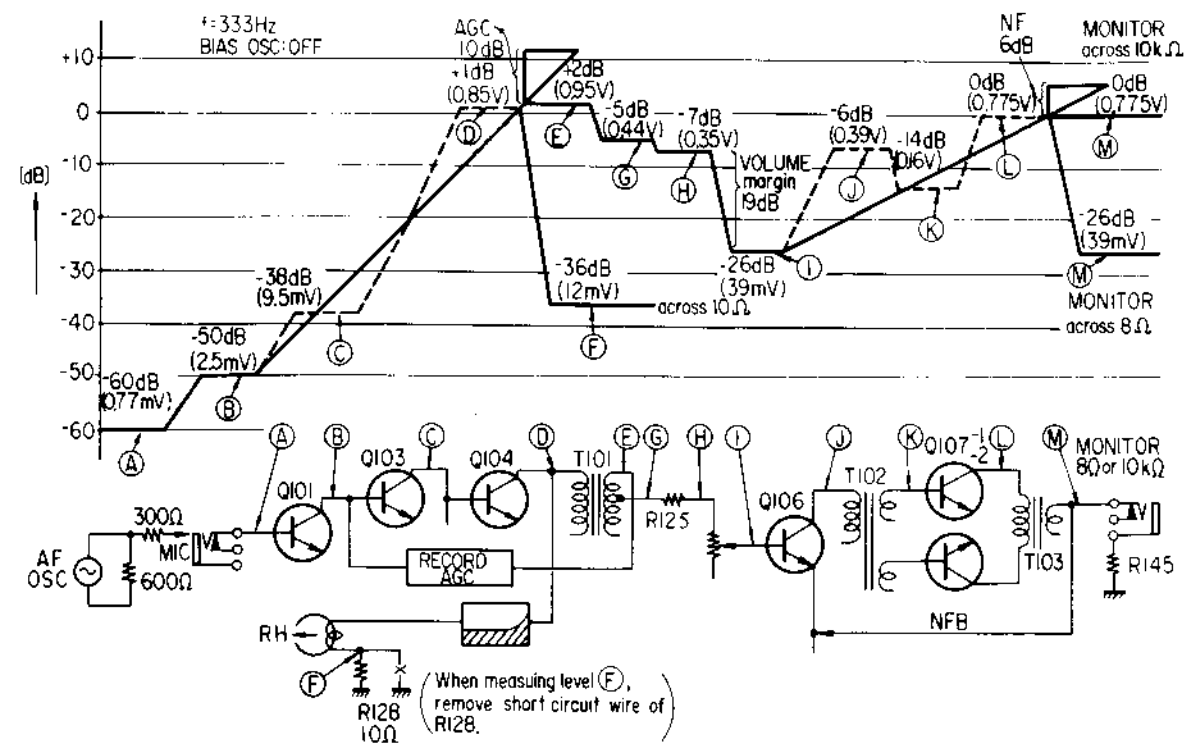 f=333Hz
BIAS OSC:OFF
AGC
10dB
NF
6dB
MONITOR
across 10kΩ
+10
0
-10
-20
-30
-40
-50
-60
[dB]
+1dB
(0.85V)
D
+2dB
(0.95V)
E
-5dB
(0.44V)
G
-7dB
(0.35V)
H
VOLUME
margin
19dB
-6dB
(0.39V)
J
-14dB
0.16V)
K
0dB
(0.775V)
L
0dB
(0.775V)
M
-26dB
(39mV)
M
MONITOR
across 8Ω
-26dB
(39mV)
I
-36dB
(12mV)
across 10Ω
F
-38dB
(9.5mV)
C
-50dB
(2.5mV)
B
-60dB
(0.77mV)
A
A
B
C
D
E
G
H
I
J
K
L
M
Q101
Q103
Q104
T101
R125
Q106
T102
Q107-1/-2
T103
MONITOR
8Ω or 10kΩ
R145
300Ω
MIC
AF
OSC
600Ω
RECORD
AGC
NFB
RH
F
R128
10Ω
(When measuing level F,
remove short circuit wire of
R128.)